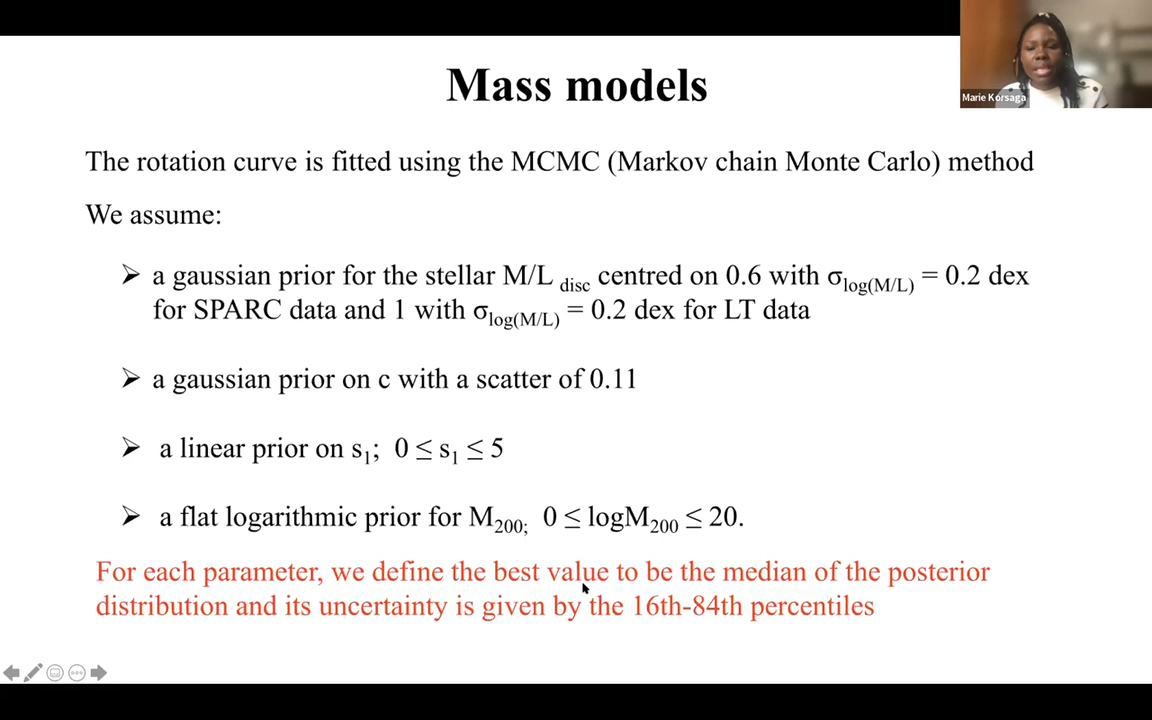 Mass models
Marie Korsaga
The rotation curve is fitted using the MCMC (Markov chain Monte Carlo) method
We assume:
➢ a gaussian prior for the stellar M/L disc centred on 0.6 with σlog(M/L) = 0.2 dex
for SPARC data and 1 with σlog(M/L) = 0.2 dex for LT data
➢ a gaussian prior on c with a scatter of 0.11
➢ a linear prior on s1; 0 ≤ s1 ≤ 5
➢ a flat logarithmic prior for M200; 0 ≤ logM200 ≤ 20.
For each parameter, we define the best value to be the median of the posterior
distribution and its uncertainty is given by the 16th-84th percentiles